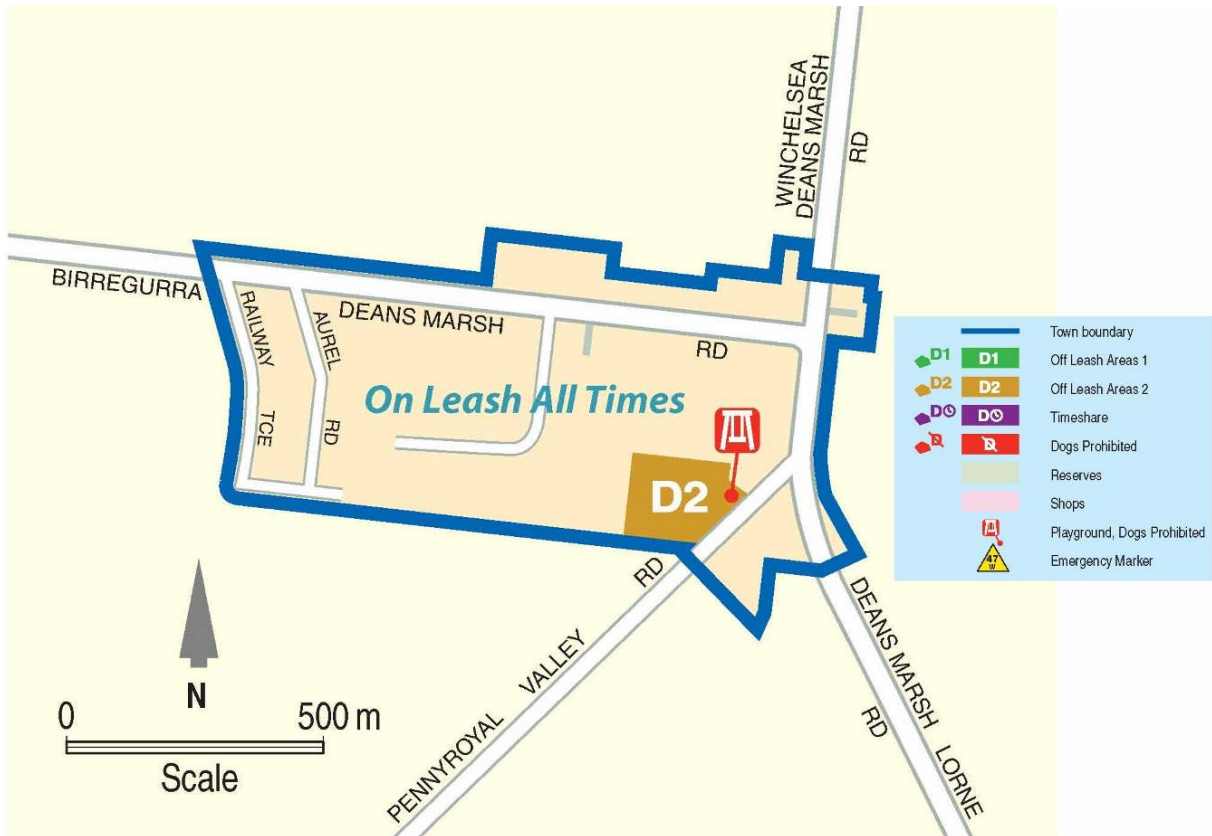 WINCHELSEA
DEANS MARSH
RD
BIRREGURRA
DEANS MARSH
RD
RAILWAY
TCE
AUREL
RD
On Leash All Times
D2
RD
VALLEY
PENNYROYAL
DEANS MARSH
LORNE
RD
N
0 500 m
Scale
Town boundary
D1 D1 Off Leash Areas 1
D2 D2 Off Leash Areas 2
D D Timeshare
D D Dogs Prohibited
Reserves
Shops
Playground, Dogs Prohibited
47 W Emergency Marker